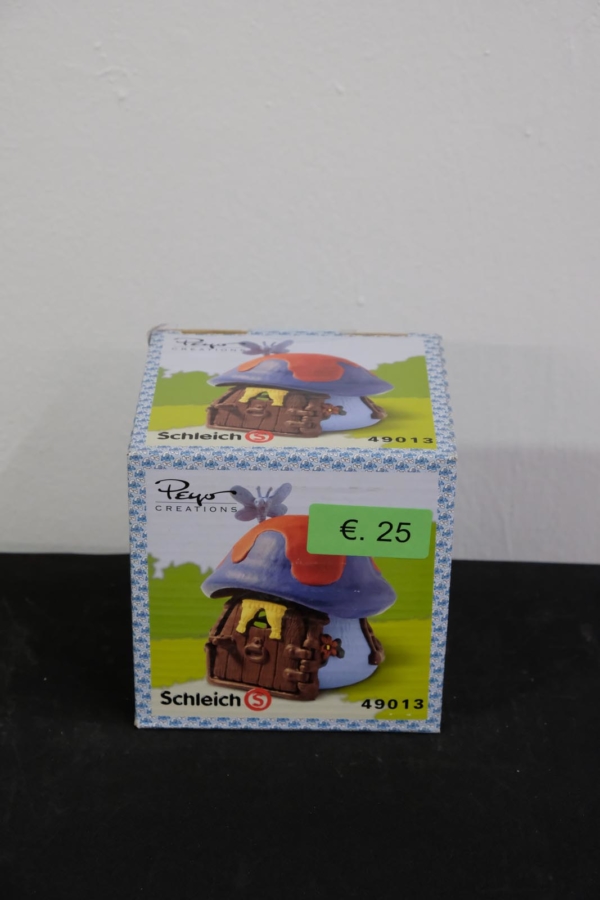 Peyo
CREATIONS
Schleich S
49013
Peyo
CREATIONS
€. 25
Schleich S
49013